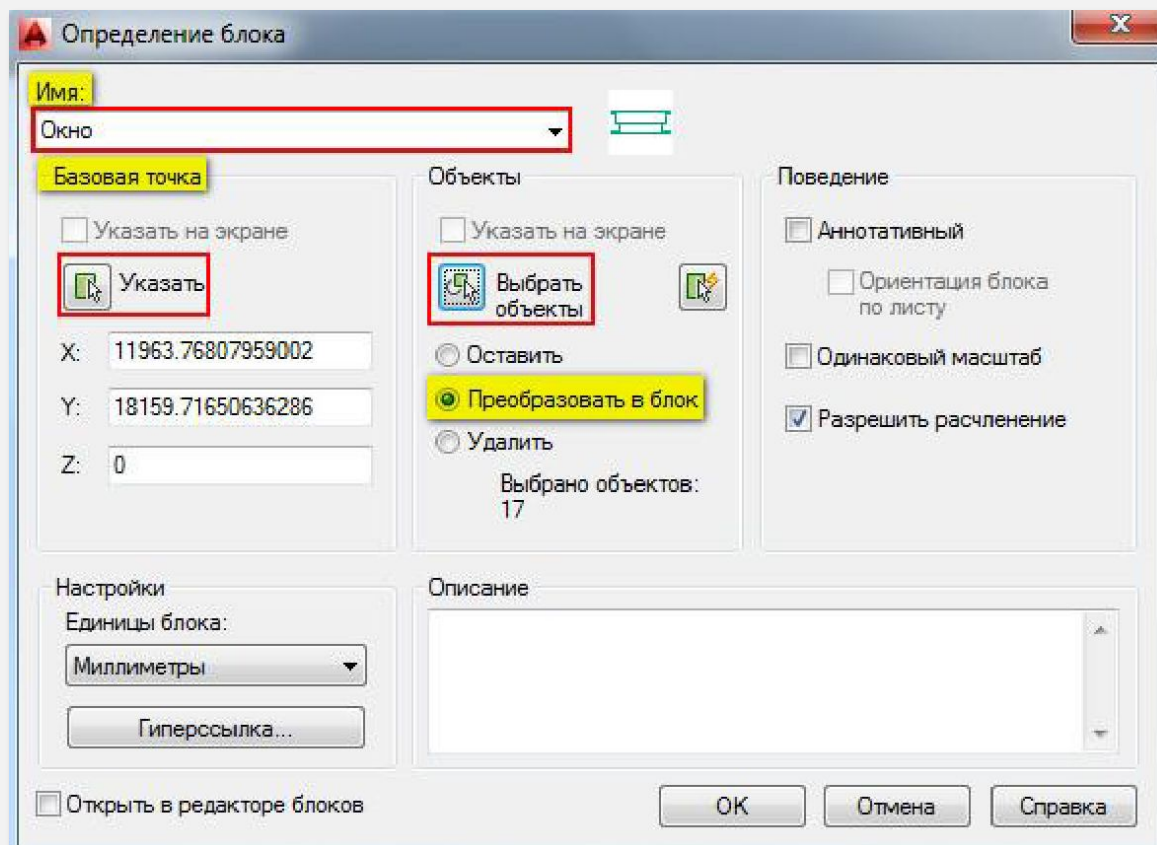 Определение блока
Имя:
Окно
Базовая точка
Указать на экране
Указать
X: 11963.76807959002
Y: 18159.71650636286
Z: 0
Объекты
Указать на экране
Выбрать
объекты
Оставить
Преобразовать в блок
Удалить
Выбрано объектов:
17
Поведение
Аннотативный
Ориентация блока
по листу
Одинаковый масштаб
Разрешить расчленение
Настройки
Единицы блока:
Миллиметры
Гиперссылка...
Описание
Открыть в редакторе блоков
OK
Отмена
Справка